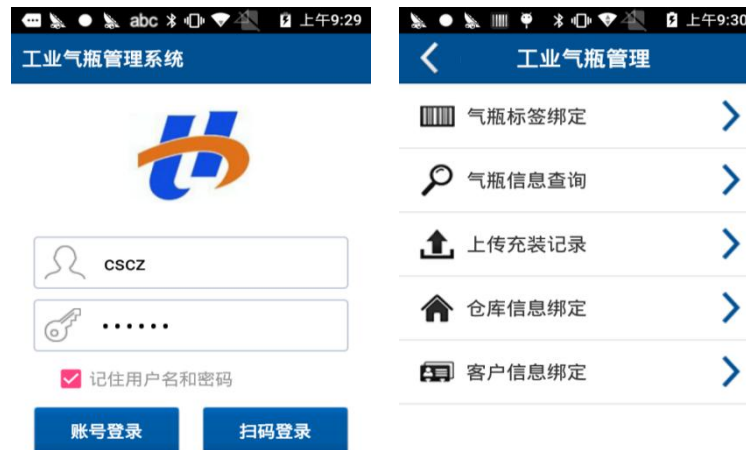 abc 上午9:29
工业气瓶管理系统
cscz
••••••
记住用户名和密码
账号登录
扫码登录
上午9:30
工业气瓶管理
气瓶标签绑定
气瓶信息查询
上传充装记录
仓库信息绑定
客户信息绑定